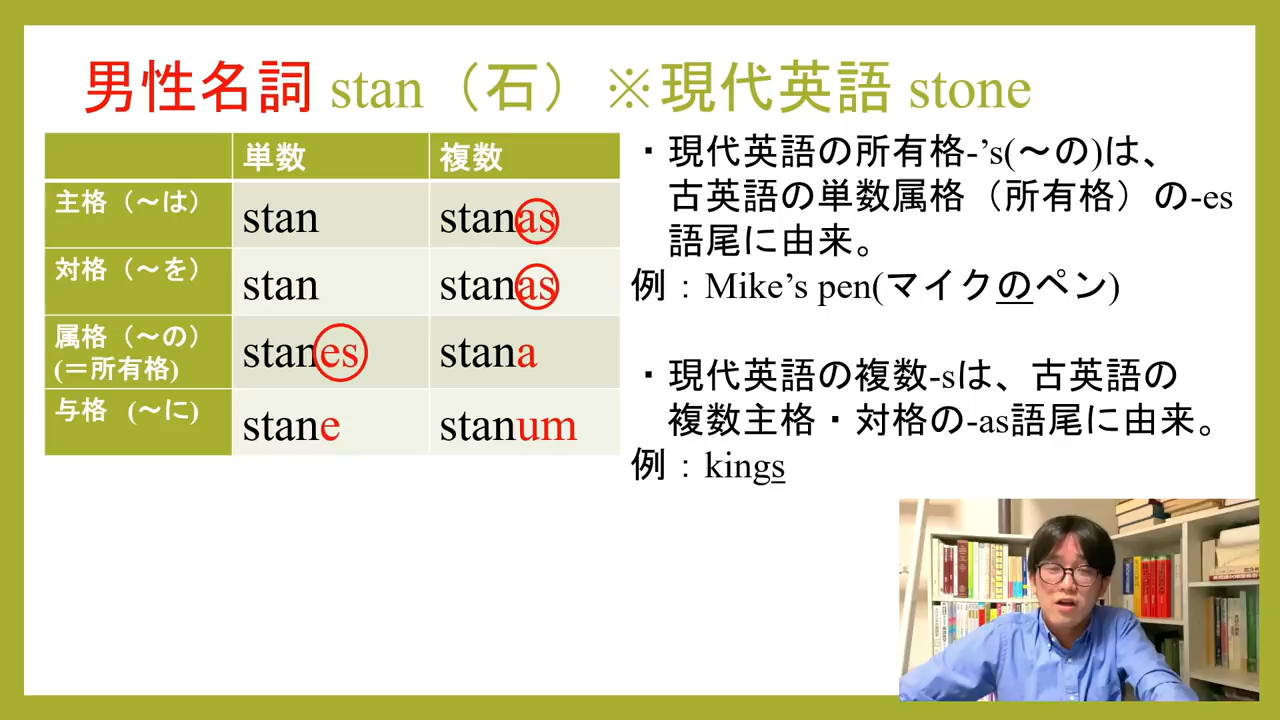 男性名詞 stan（石）※現代英語 stone
単数 複数
主格（～は） stan stanas
対格（～を） stan stanas
属格（～の） stanes stana
(＝所有格)
与格 (～に) stane stanum
・現代英語の所有格-’s(～の)は、
古英語の単数属格（所有格）の-es
語尾に由来。
例：Mike’s pen(マイクのペン)
・現代英語の複数-sは、古英語の
複数主格・対格の-as語尾に由来。
例：kings